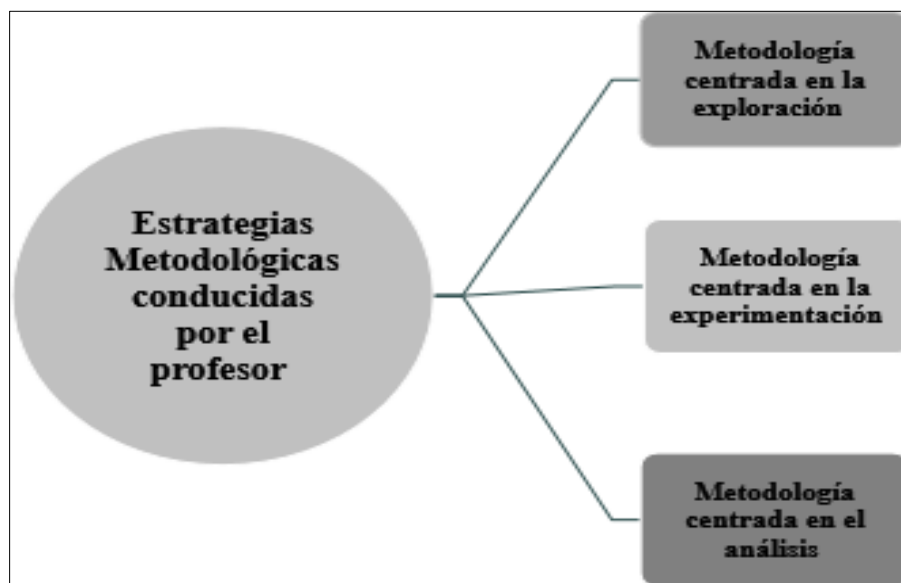 Estrategias
Metodológicas
conducidas
por el
profesor
Metodología
centrada en la
exploración
Metodología
centrada en la
experimentación
Metodología
centrada en el
análisis